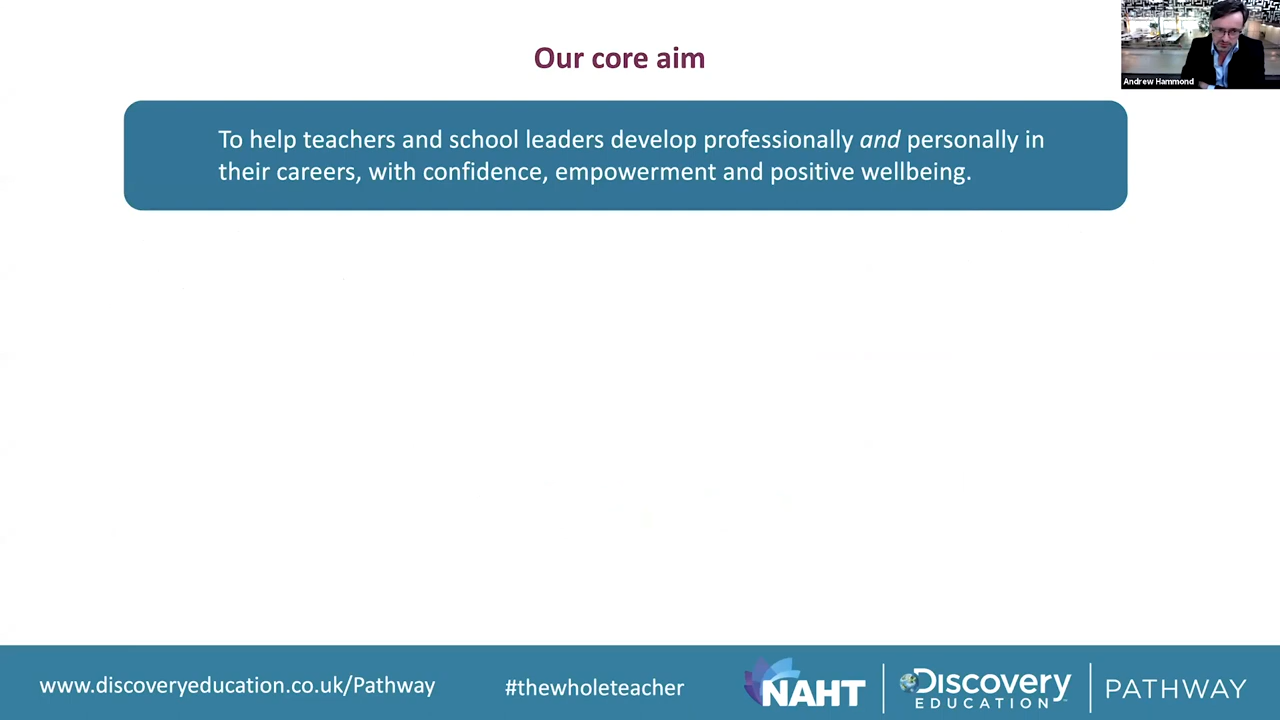 Our core aim
Andrew Hammond
To help teachers and school leaders develop professionally and personally in
their careers, with confidence, empowerment and positive wellbeing.
www.discoveryeducation.co.uk/Pathway
#thewholeteacher
NAHT
Discovery
EDUCATION
PATHWAY